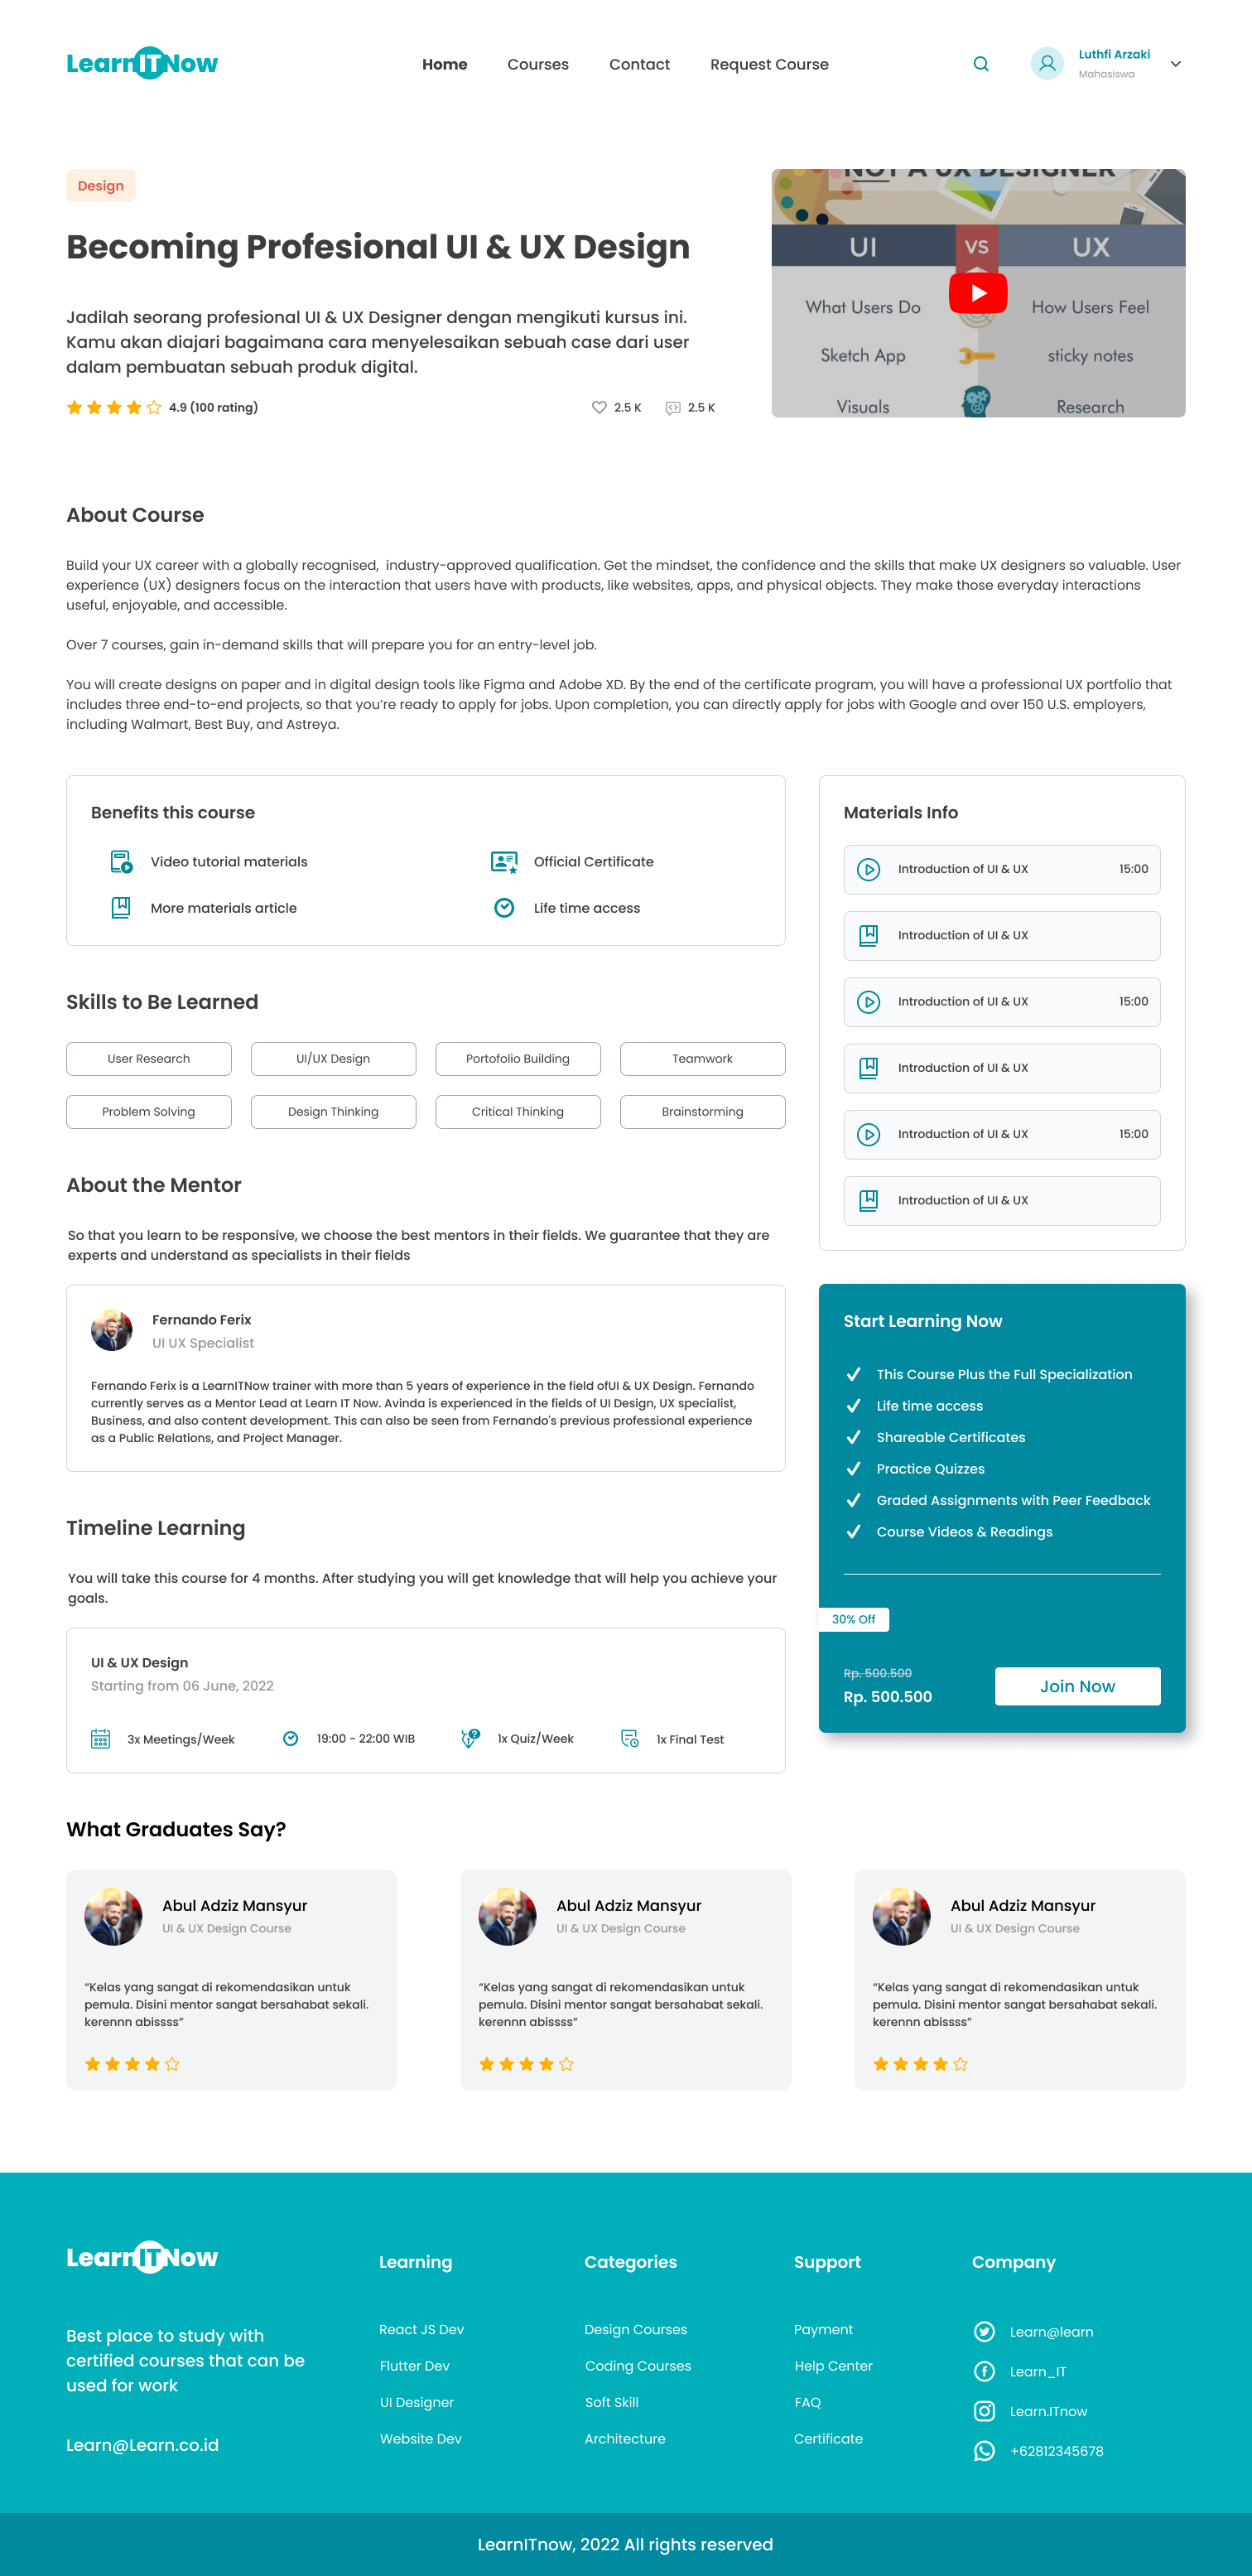 LearnITNow
Home
Courses
Contact
Request Course
Luthfi Arzaki
Mahasiswa
Design
Becoming Profesional UI & UX Design
Jadilah seorang profesional UI & UX Designer dengan mengikuti kursus ini.
Kamu akan diajari bagaimana cara menyelesaikan sebuah case dari user
dalam pembuatan sebuah produk digital.
4.9 (100 rating)
2.5 K
2.5 K
NOT A UX DESIGNER
UI
VS
UX
What Users Do
How Users Feel
Sketch App
sticky notes
Visuals
Research
About Course
Build your UX career with a globally recognised,  industry-approved qualification. Get the mindset, the confidence and the skills that make UX designers so valuable. User
experience (UX) designers focus on the interaction that users have with products, like websites, apps, and physical objects. They make those everyday interactions
useful, enjoyable, and accessible.
Over 7 courses, gain in-demand skills that will prepare you for an entry-level job.
You will create designs on paper and in digital design tools like Figma and Adobe XD. By the end of the certificate program, you will have a professional UX portfolio that
includes three end-to-end projects, so that you’re ready to apply for jobs. Upon completion, you can directly apply for jobs with Google and over 150 U.S. employers,
including Walmart, Best Buy, and Astreya.
Benefits this course
Video tutorial materials
Official Certificate
More materials article
Life time access
Skills to Be Learned
User Research
UI/UX Design
Portofolio Building
Teamwork
Problem Solving
Design Thinking
Critical Thinking
Brainstorming
About the Mentor
So that you learn to be responsive, we choose the best mentors in their fields. We guarantee that they are
experts and understand as specialists in their fields
Fernando Ferix
UI UX Specialist
Fernando Ferix is a LearnITNow trainer with more than 5 years of experience in the field ofUI & UX Design. Fernando
currently serves as a Mentor Lead at Learn IT Now. Avinda is experienced in the fields of UI Design, UX specialist,
Business, and also content development. This can also be seen from Fernando's previous professional experience
as a Public Relations, and Project Manager.
Timeline Learning
You will take this course for 4 months. After studying you will get knowledge that will help you achieve your
goals.
UI & UX Design
Starting from 06 June, 2022
3x Meetings/Week
19:00 - 22:00 WIB
1x Quiz/Week
1x Final Test
Materials Info
Introduction of UI & UX
15:00
Introduction of UI & UX
Introduction of UI & UX
15:00
Introduction of UI & UX
Introduction of UI & UX
15:00
Introduction of UI & UX
Start Learning Now
This Course Plus the Full Specialization
Life time access
Shareable Certificates
Practice Quizzes
Graded Assignments with Peer Feedback
Course Videos & Readings
30% Off
Rp. 500.500
Rp. 500.500
Join Now
What Graduates Say?
Abul Adziz Mansyur
UI & UX Design Course
“Kelas yang sangat di rekomendasikan untuk
pemula. Disini mentor sangat bersahabat sekali.
kerennn abissss”
Abul Adziz Mansyur
UI & UX Design Course
“Kelas yang sangat di rekomendasikan untuk
pemula. Disini mentor sangat bersahabat sekali.
kerennn abissss”
Abul Adziz Mansyur
UI & UX Design Course
“Kelas yang sangat di rekomendasikan untuk
pemula. Disini mentor sangat bersahabat sekali.
kerennn abissss”
LearnITNow
Best place to study with
certified courses that can be
used for work
Learn@Learn.co.id
Learning
React JS Dev
Flutter Dev
UI Designer
Website Dev
Categories
Design Courses
Coding Courses
Soft Skill
Architecture
Support
Payment
Help Center
FAQ
Certificate
Company
Learn@learn
Learn_IT
Learn.ITnow
+62812345678
LearnITnow, 2022 All rights reserved